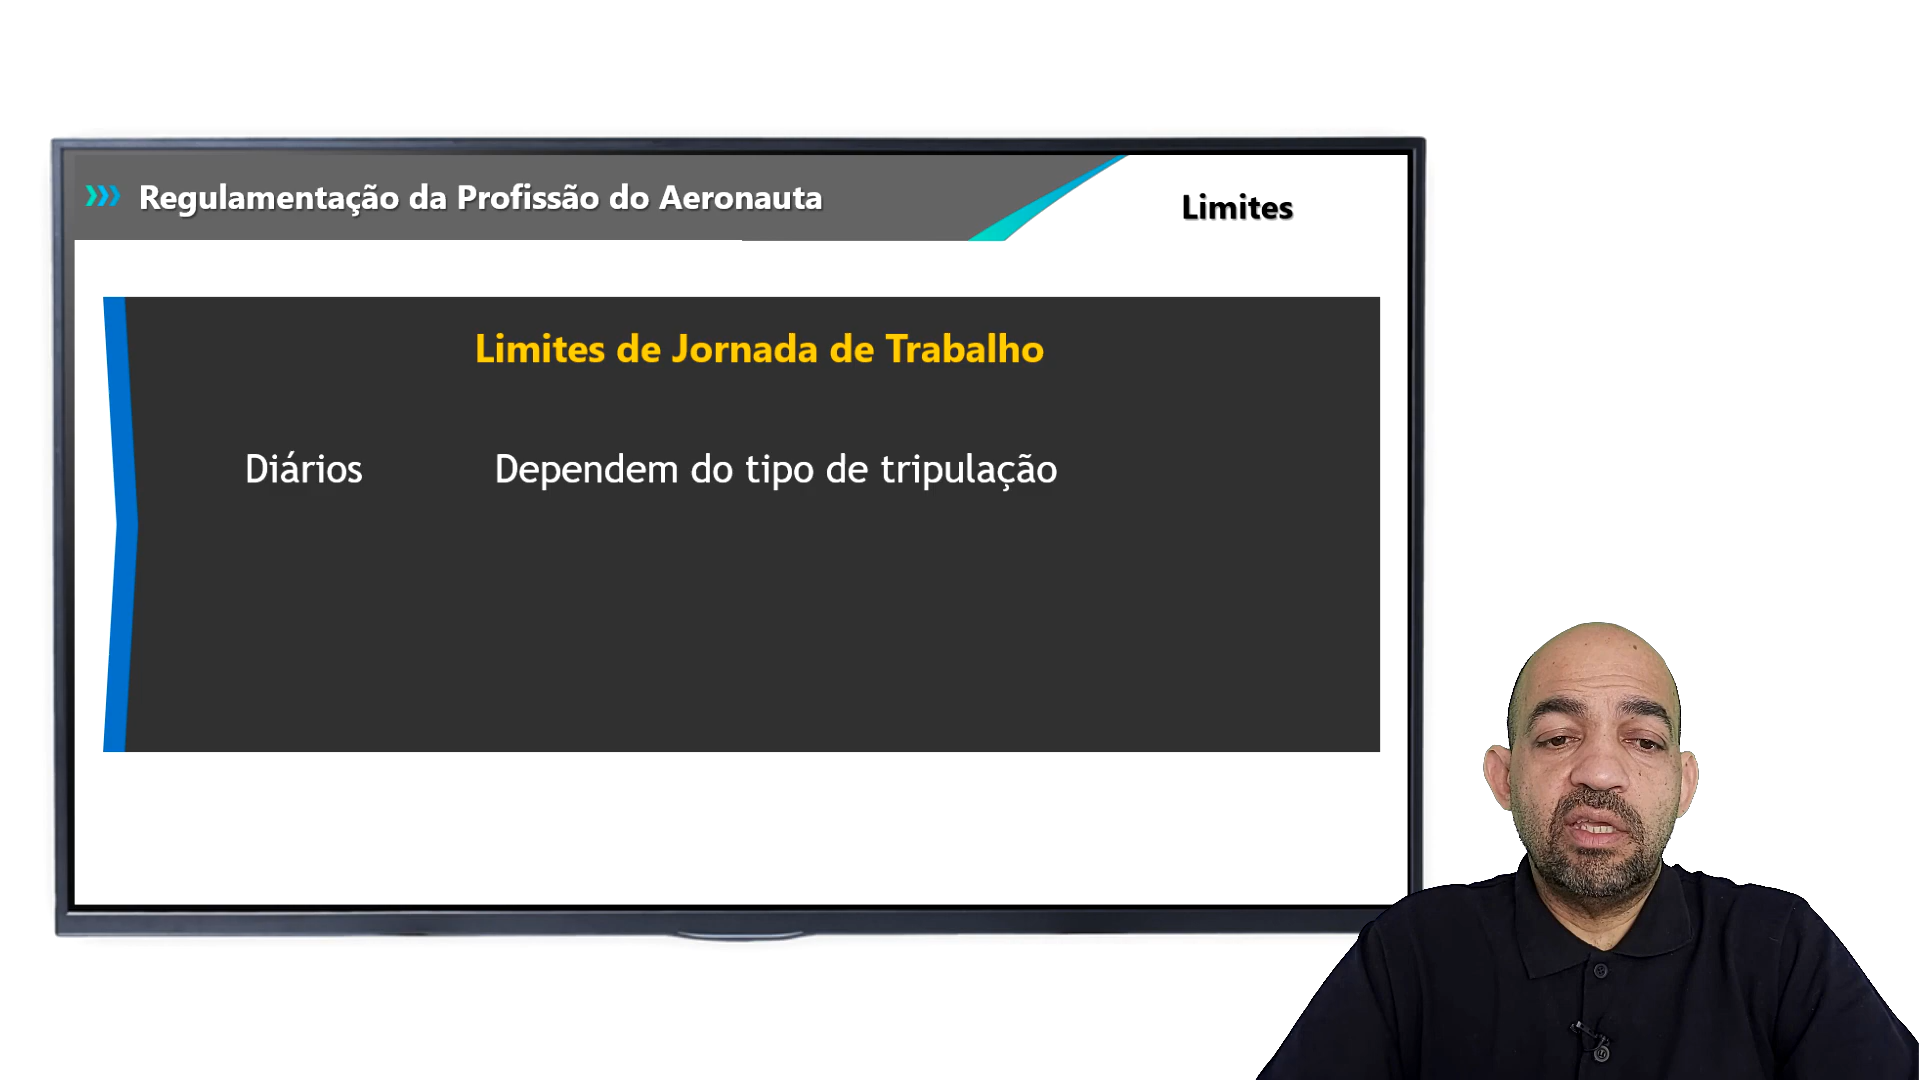 Regulamentação da Profissão do Aeronauta
Limites
Limites de Jornada de Trabalho
Diários Dependem do tipo de tripulação